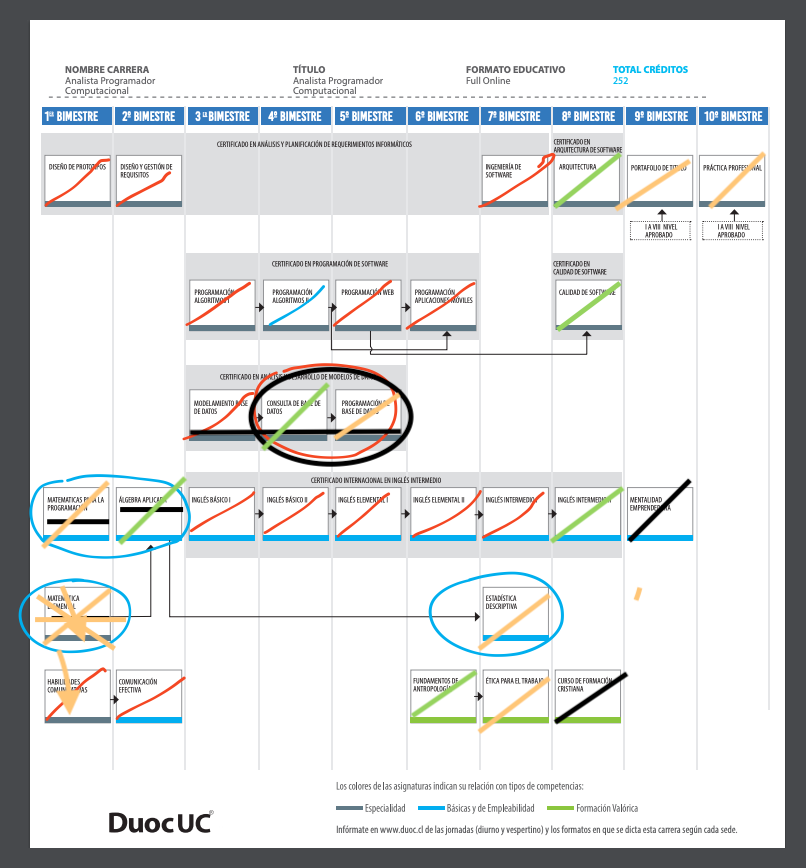 NOMBRE CARRERA
Analista Programador
Computacional
TÍTULO
Analista Programador
Computacional
FORMATO EDUCATIVO
Full Online
TOTAL CRÉDITOS
252
1er BIMESTRE 2º BIMESTRE 3er BIMESTRE 4º BIMESTRE 5º BIMESTRE 6º BIMESTRE 7º BIMESTRE 8º BIMESTRE 9º BIMESTRE 10º BIMESTRE
CERTIFICADO EN ANÁLISIS Y PLANIFICACIÓN DE REQUERIMIENTOS INFORMÁTICOS
CERTIFICADO EN
ARQUITECTURA DE SOFTWARE
DISEÑO DE PROTOTIPOS
DISEÑO Y GESTIÓN DE
REQUISITOS
INGENIERÍA DE
SOFTWARE
ARQUITECTURA
PORTAFOLIO DE TÍTULO
PRÁCTICA PROFESIONAL
I A VIII NIVEL
APROBADO
I A VIII NIVEL
APROBADO
CERTIFICADO EN PROGRAMACIÓN DE SOFTWARE
CERTIFICADO EN
CALIDAD DE SOFTWARE
PROGRAMACIÓN
ALGORITMOS I
PROGRAMACIÓN
ALGORITMOS II
PROGRAMACIÓN WEB
PROGRAMACIÓN
APLICACIONES MÓVILES
CALIDAD DE SOFTWARE
CERTIFICADO EN ANÁLISIS Y DESARROLLO DE MODELOS DE DATOS
MODELAMIENTO BASE
DE DATOS
CONSULTA DE BASE DE
DATOS
PROGRAMACIÓN DE
BASE DE DATOS
CERTIFICADO INTERNACIONAL EN INGLÉS INTERMEDIO
MATEMATICAS PARA LA
PROGRAMACIÓN
ÁLGEBRA APLICADA
INGLÉS BÁSICO I
INGLÉS BÁSICO II
INGLÉS ELEMENTAL I
INGLÉS ELEMENTAL II
INGLÉS INTERMEDIO I
INGLÉS INTERMEDIO II
MENTALIDAD
EMPRENDEDORA
MATEMÁTICA
ELEMENTAL
ESTADÍSTICA
DESCRIPTIVA
HABILIDADES
COMUNICATIVAS
COMUNICACIÓN
EFECTIVA
FUNDAMENTOS DE
ANTROPOLOGÍA
ÉTICA PARA EL TRABAJO
CURSO DE FORMACIÓN
CRISTIANA
Los colores de las asignaturas indican su relación con tipos de competencias:
Especialidad Básicas y de Empleabilidad Formación Valórica
DuocUC®
Infórmate en www.duoc.cl de las jornadas (diurno y vespertino) y los formatos en que se dicta esta carrera según cada sede.